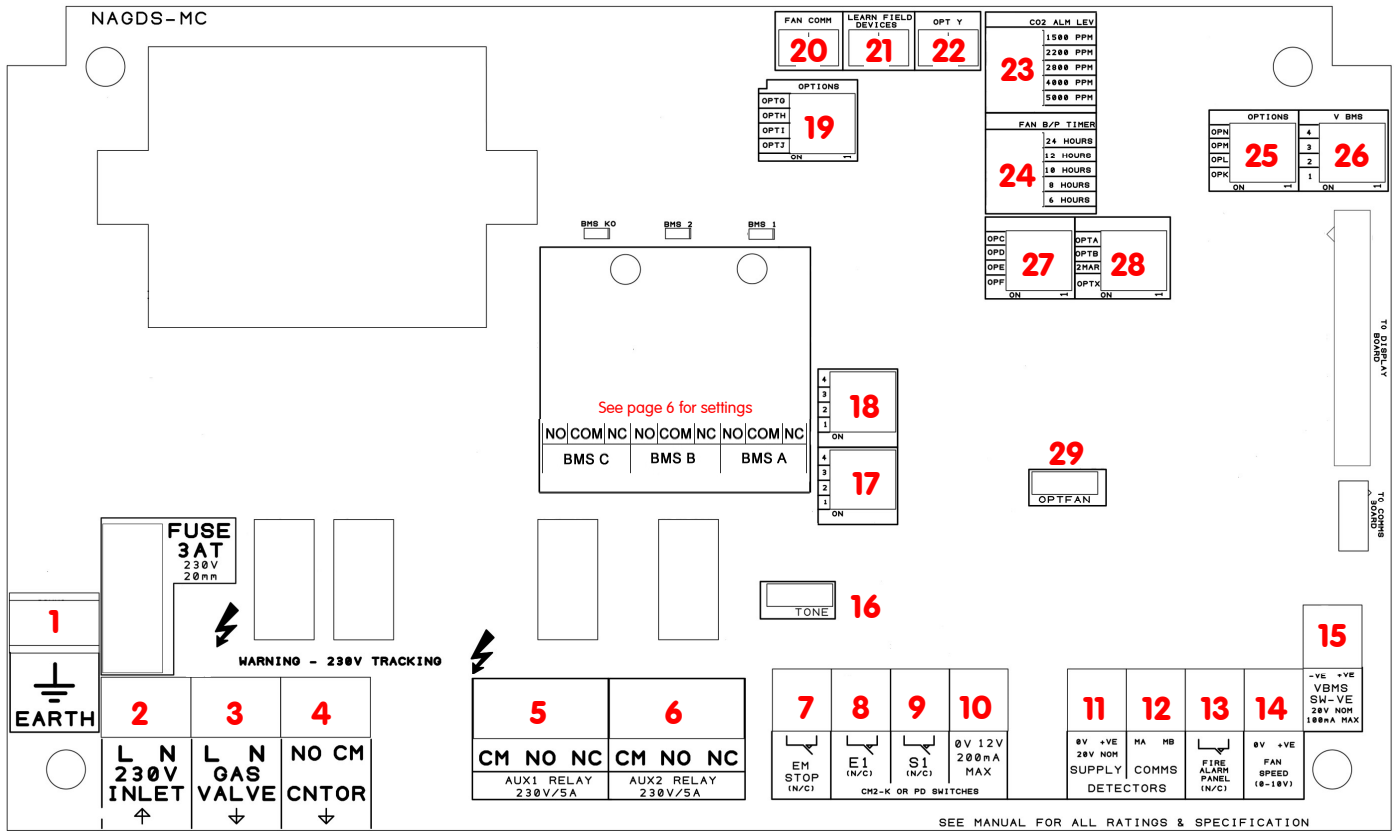 NAGDS-MC
FAN COMM
20
LEARN FIELD
DEVICES
21
OPT Y
22
CO2 ALM LEV
23
1500 PPM
2200 PPM
2800 PPM
4000 PPM
5000 PPM
FAN B/P TIMER
24
24 HOURS
12 HOURS
10 HOURS
8 HOURS
6 HOURS
OPTIONS
OPTG
OPTH
OPTI
OPTJ
19
ON 1
OPTIONS
OPN
OPM
OPL
OPK
25
ON 1
V BMS
4
3
2
1
26
ON 1
OPC
OPD
OPE
OPF
27
ON 1
OPTA
OPTB
2MAR
OPTX
28
ON 1
BMS KO
BMS 2
BMS 1
See page 6 for settings
NO COM NC NO COM NC NO COM NC
BMS C BMS B BMS A
4
3
2
1
18
ON
4
3
2
1
17
ON
29
OPTFAN
TO DISPLAY
BOARD
TO COMMS
BOARD
FUSE
3AT
230V
20mm
1
EARTH
WARNING - 230V TRACKING
TONE
16
2
L N
230V
INLET
3
L N
GAS
VALVE
4
NO CM
CNTOR
5
CM NO NC
AUX1 RELAY
230V/5A
6
CM NO NC
AUX2 RELAY
230V/5A
7
EM
STOP
(N/C)
8
E1
(N/C)
9
S1
(N/C)
10
0V 12V
200mA
MAX
CM2-K OR PD SWITCHES
11
0V +VE
20V NOM
SUPPLY
12
MA MB
COMMS
DETECTORS
13
FIRE
ALARM
PANEL
(N/C)
14
0V +VE
FAN
SPEED
(0-10V)
15
-VE +VE
VBMS
SW-VE
20V NOM
100mA MAX
SEE MANUAL FOR ALL RATINGS & SPECIFICATION